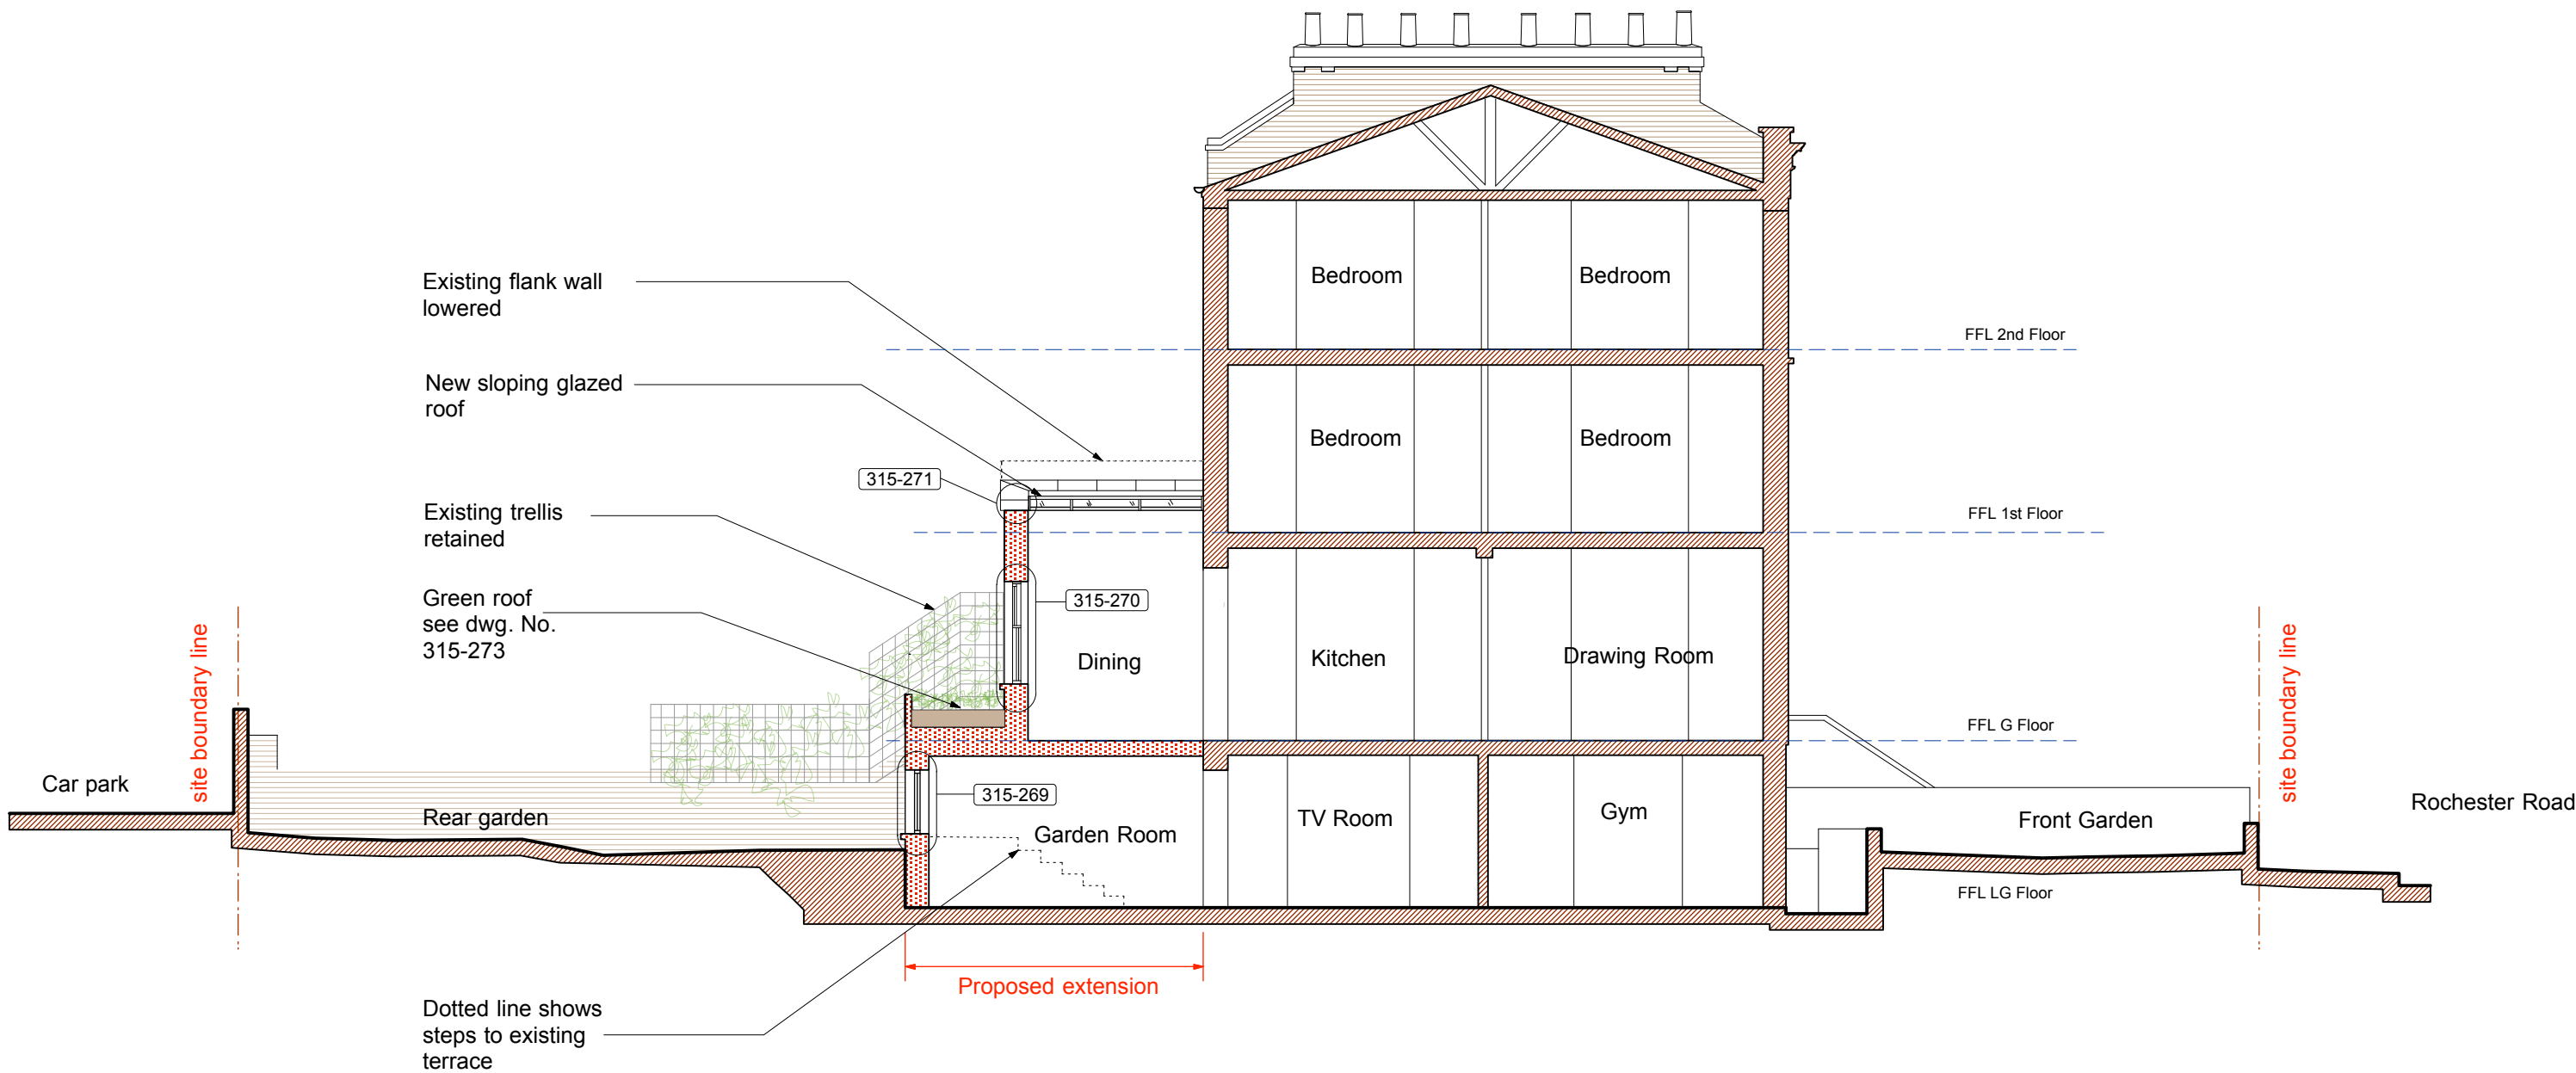 Existing flank wall
lowered
New sloping glazed
roof
315-271
Existing trellis
retained
Green roof
see dwg. No.
315-273
315-270
315-269
Bedroom
Bedroom
FFL 2nd Floor
Bedroom
Bedroom
FFL 1st Floor
Dining
Kitchen
Drawing Room
FFL G Floor
site boundary line
Car park
Rear garden
Garden Room
TV Room
Gym
Front Garden
FFL LG Floor
site boundary line
Rochester Road
Proposed extension
Dotted line shows
steps to existing
terrace